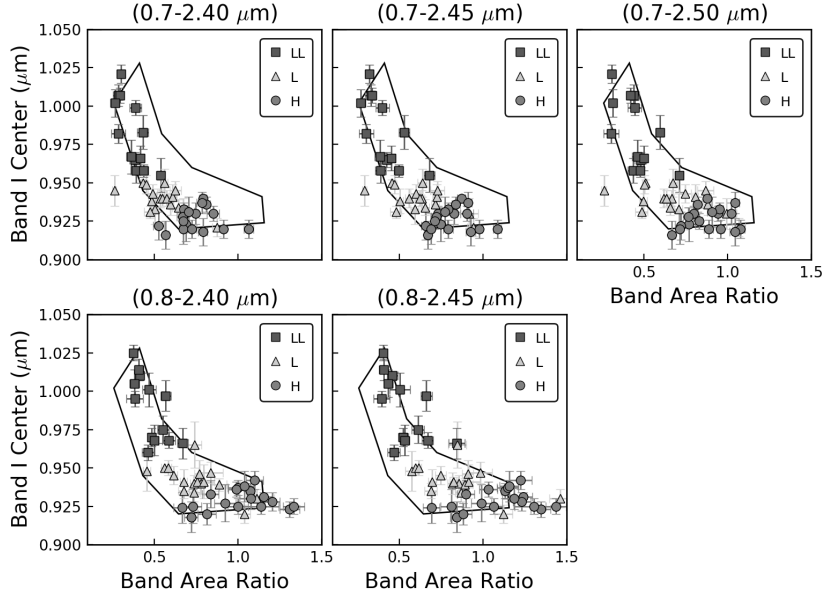 (0.7-2.40 μm) (0.7-2.45 μm) (0.7-2.50 μm)
1.050
1.025
1.000
0.975
0.950
0.925
0.900
Band I Center (μm)
LL
L
H
LL
L
H
LL
L
H
0.5 1.0 1.5
Band Area Ratio
(0.8-2.40 μm) (0.8-2.45 μm)
1.050
1.025
1.000
0.975
0.950
0.925
0.900
Band I Center (μm)
LL
L
H
LL
L
H
0.5 1.0 1.5 0.5 1.0 1.5
Band Area Ratio Band Area Ratio